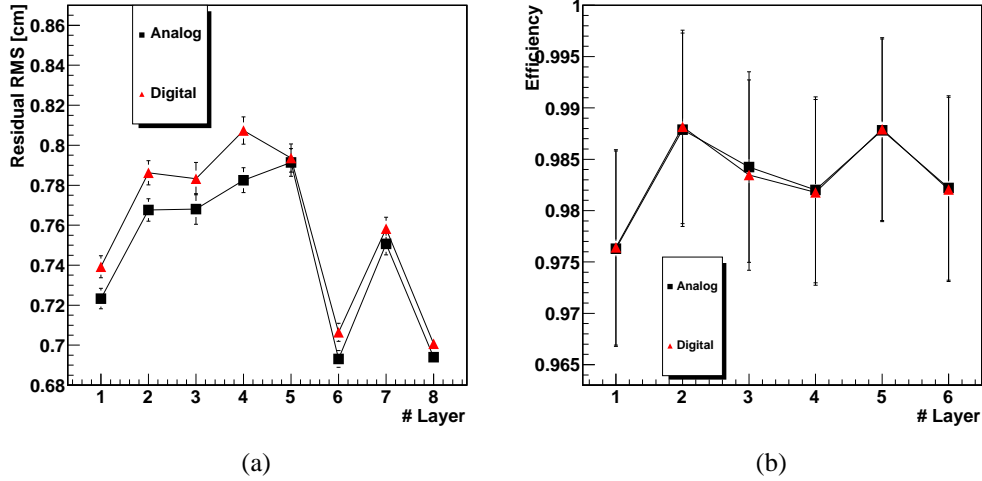 Residual RMS [cm]
0.86
0.84
0.82
0.8
0.78
0.76
0.74
0.72
0.7
0.68
Analog
Digital
1 2 3 4 5 6 7 8
# Layer
(a)
Efficiency
1
0.995
0.99
0.985
0.98
0.975
0.97
0.965
Analog
Digital
1 2 3 4 5 6
# Layer
(b)